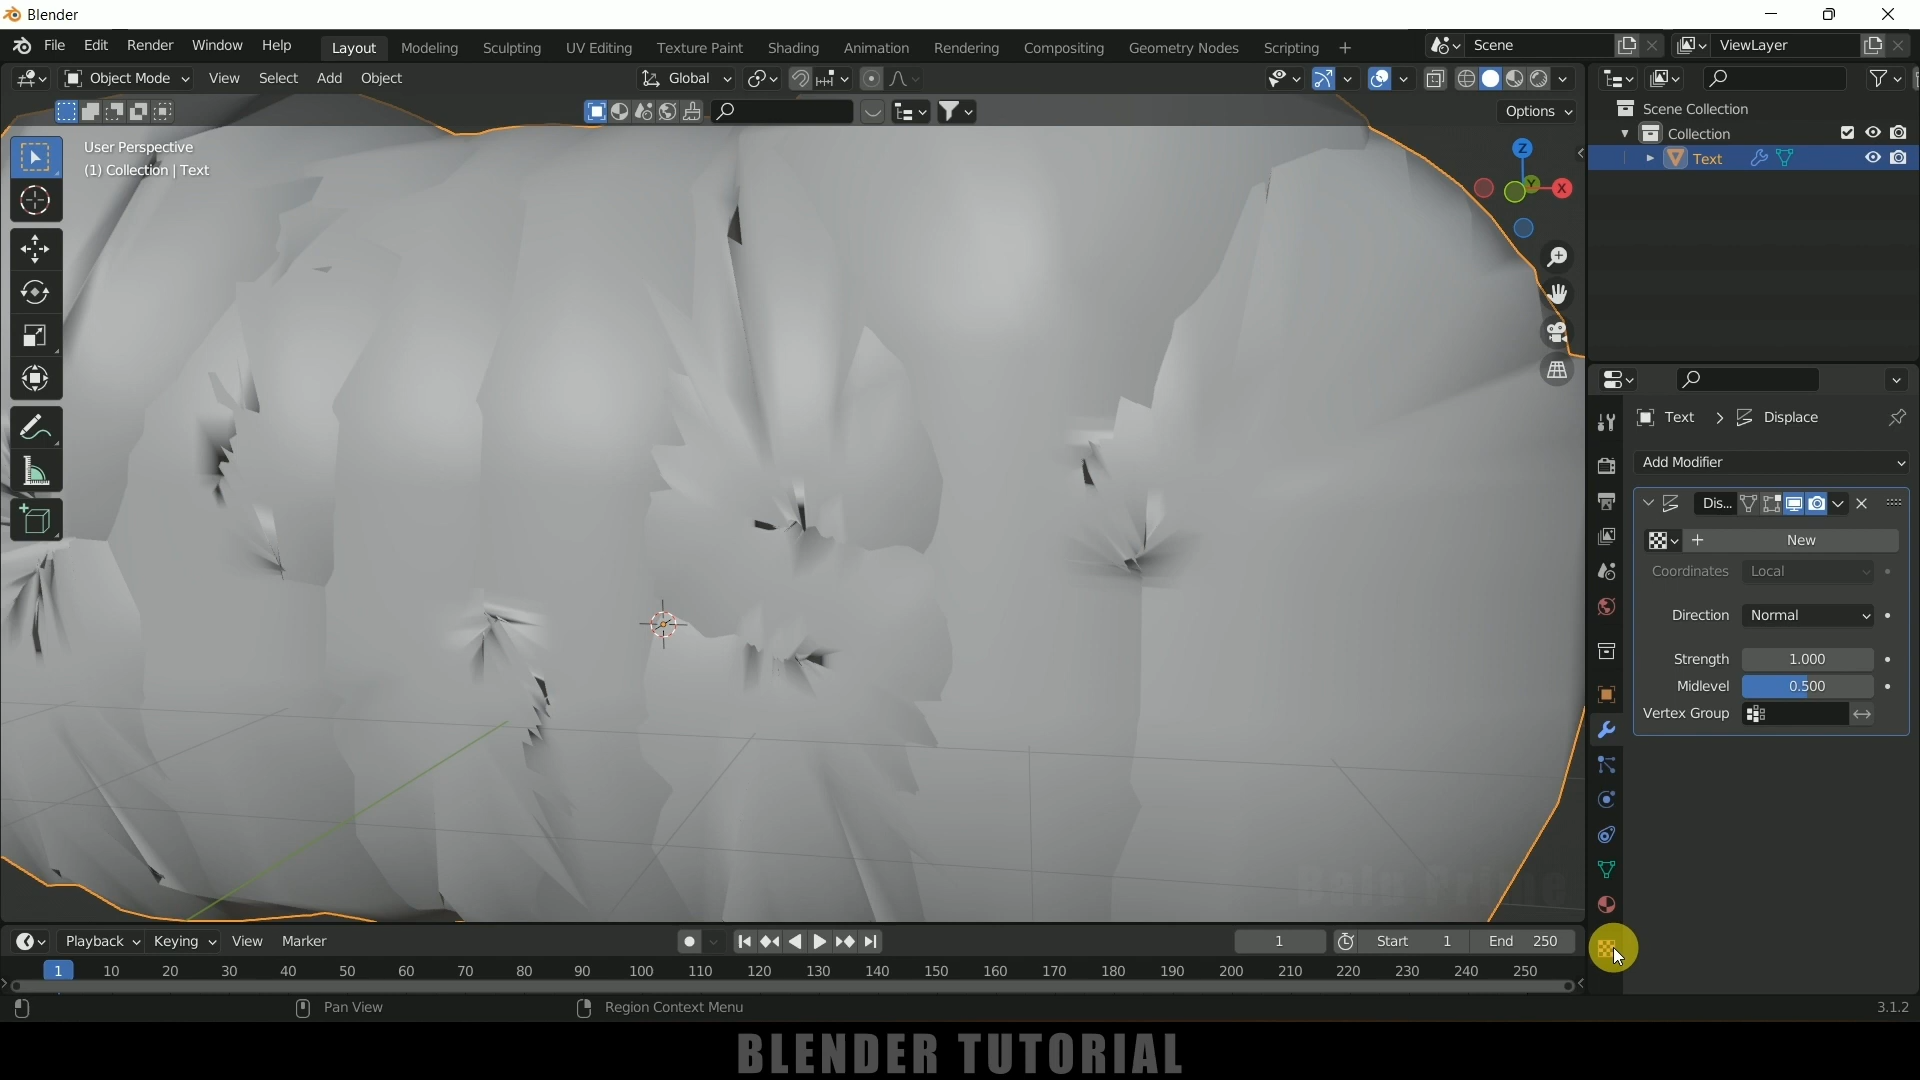 Blender
File Edit Render Window Help Layout Modeling Sculpting UV Editing Texture Paint Shading Animation Rendering Compositing Geometry Nodes Scripting + Scene ViewLayer
Object Mode View Select Add Object Global
Options
User Perspective
(1) Collection | Text
Z
Y
X
Scene Collection
Collection
Text
Text > Displace
Add Modifier
Dis...
+ New
Coordinates Local
Direction Normal
Strength 1.000
Midlevel 0.500
Vertex Group
Playback Keying View Marker 1 Start 1 End 250
1 10 20 30 40 50 60 70 80 90 100 110 120 130 140 150 160 170 180 190 200 210 220 230 240 250
Pan View Region Context Menu 3.1.2
BLENDER TUTORIAL